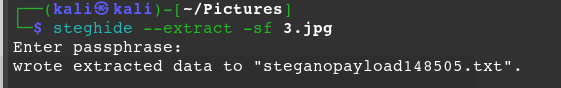 ┌──(kali㉿kali)-[~/Pictures]
└─$ steghide --extract -sf 3.jpg
Enter passphrase:
wrote extracted data to "steganopayload148505.txt".